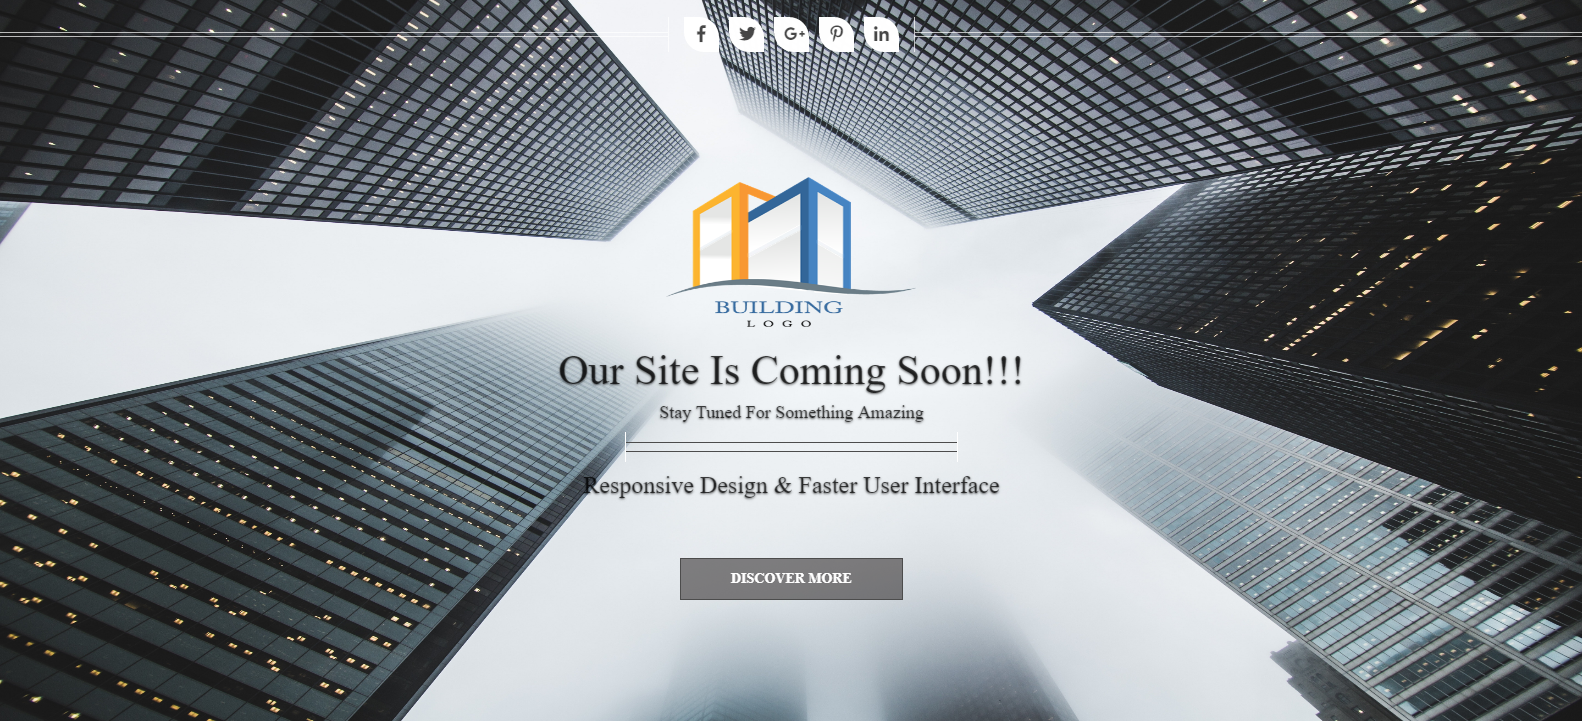 BUILDING
LOGO
Our Site Is Coming Soon!!!
Stay Tuned For Something Amazing
Responsive Design & Faster User Interface
DISCOVER MORE